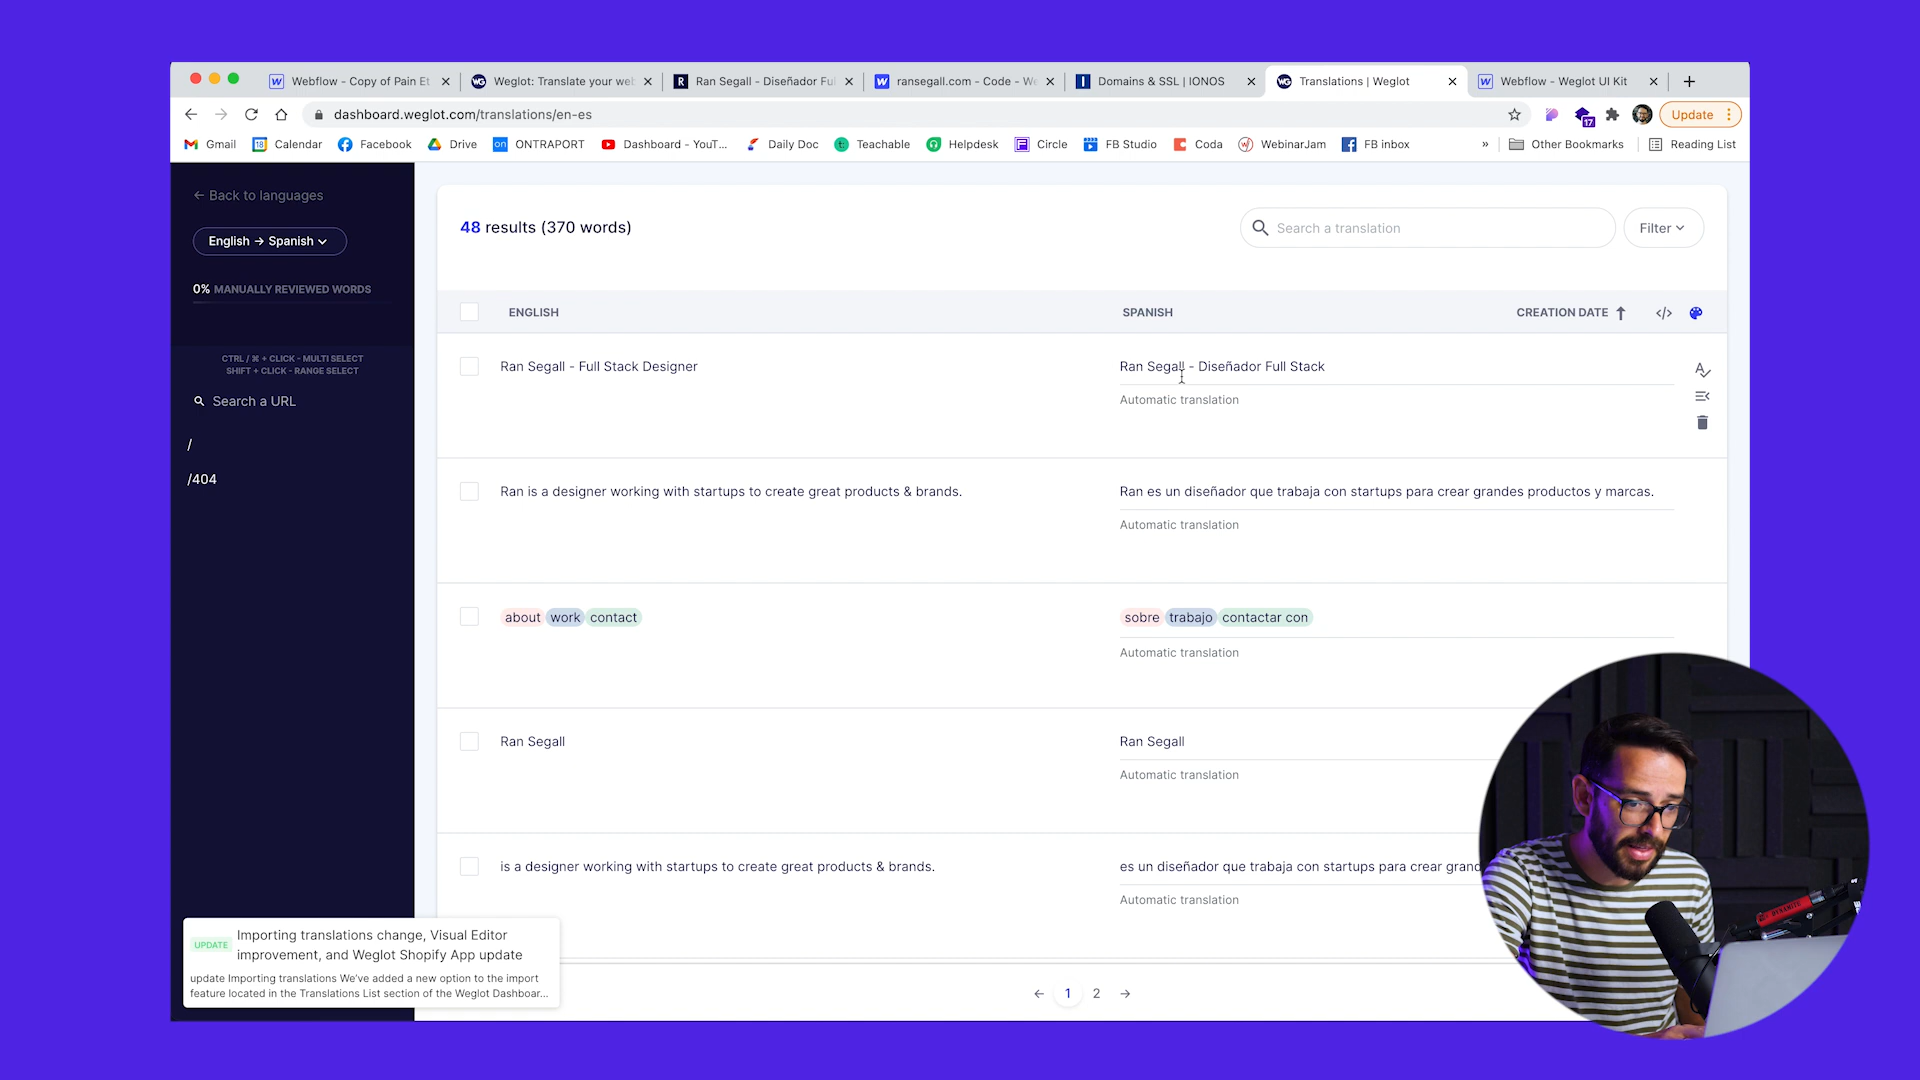 Webflow - Copy of Pain Et
Weglot: Translate your web
Ran Segall - Diseñador Ful
ransegall.com - Code - We
Domains & SSL | IONOS
Translations | Weglot
Webflow - Weglot UI Kit
dashboard.weglot.com/translations/en-es
17
Update
Gmail
18 Calendar
Facebook
Drive
on ONTRAPORT
Dashboard - YouT...
Daily Doc
Teachable
Helpdesk
Circle
FB Studio
Coda
WebinarJam
FB inbox
»
Other Bookmarks
Reading List
← Back to languages
English → Spanish
0% MANUALLY REVIEWED WORDS
CTRL / ⌘ + CLICK - MULTI SELECT
SHIFT + CLICK - RANGE SELECT
Search a URL
/
/404
48 results (370 words)
Search a translation
Filter
ENGLISH
SPANISH
CREATION DATE
</>
Ran Segall - Full Stack Designer
Ran Segall - Diseñador Full Stack
Automatic translation
Ran is a designer working with startups to create great products & brands.
Ran es un diseñador que trabaja con startups para crear grandes productos y marcas.
Automatic translation
about work contact
sobre trabajo contactar con
Automatic translation
Ran Segall
Ran Segall
Automatic translation
is a designer working with startups to create great products & brands.
es un diseñador que trabaja con startups para crear grand
Automatic translation
UPDATE
Importing translations change, Visual Editor
improvement, and Weglot Shopify App update
update Importing translations We've added a new option to the import
feature located in the Translations List section of the Weglot Dashboar...
← 1 2 →